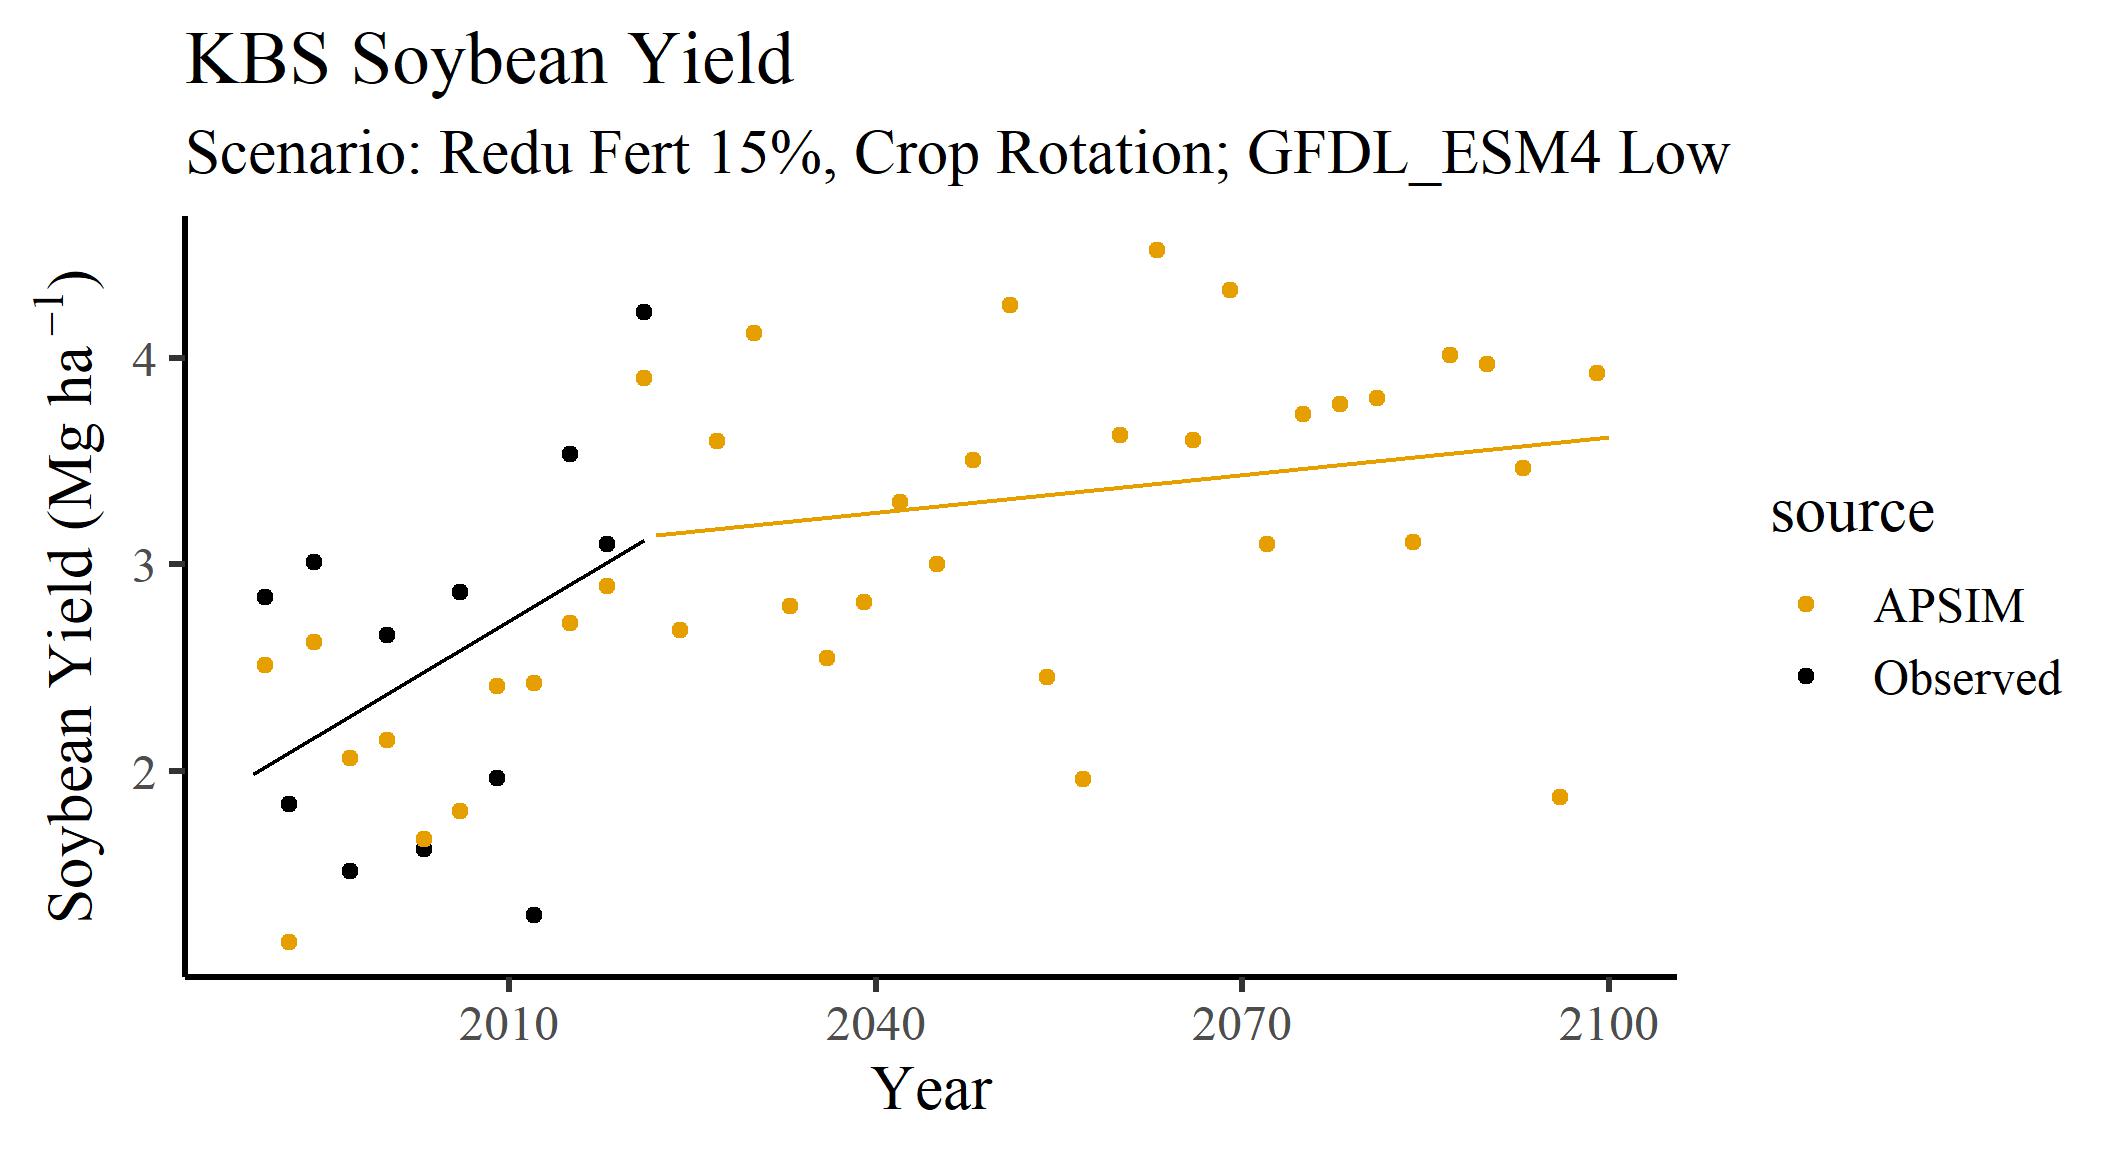 KBS Soybean Yield
Scenario: Redu Fert 15%, Crop Rotation; GFDL_ESM4 Low
Soybean Yield (Mg ha⁻¹)
4
3
2
2010
2040
2070
2100
Year
source
APSIM
Observed